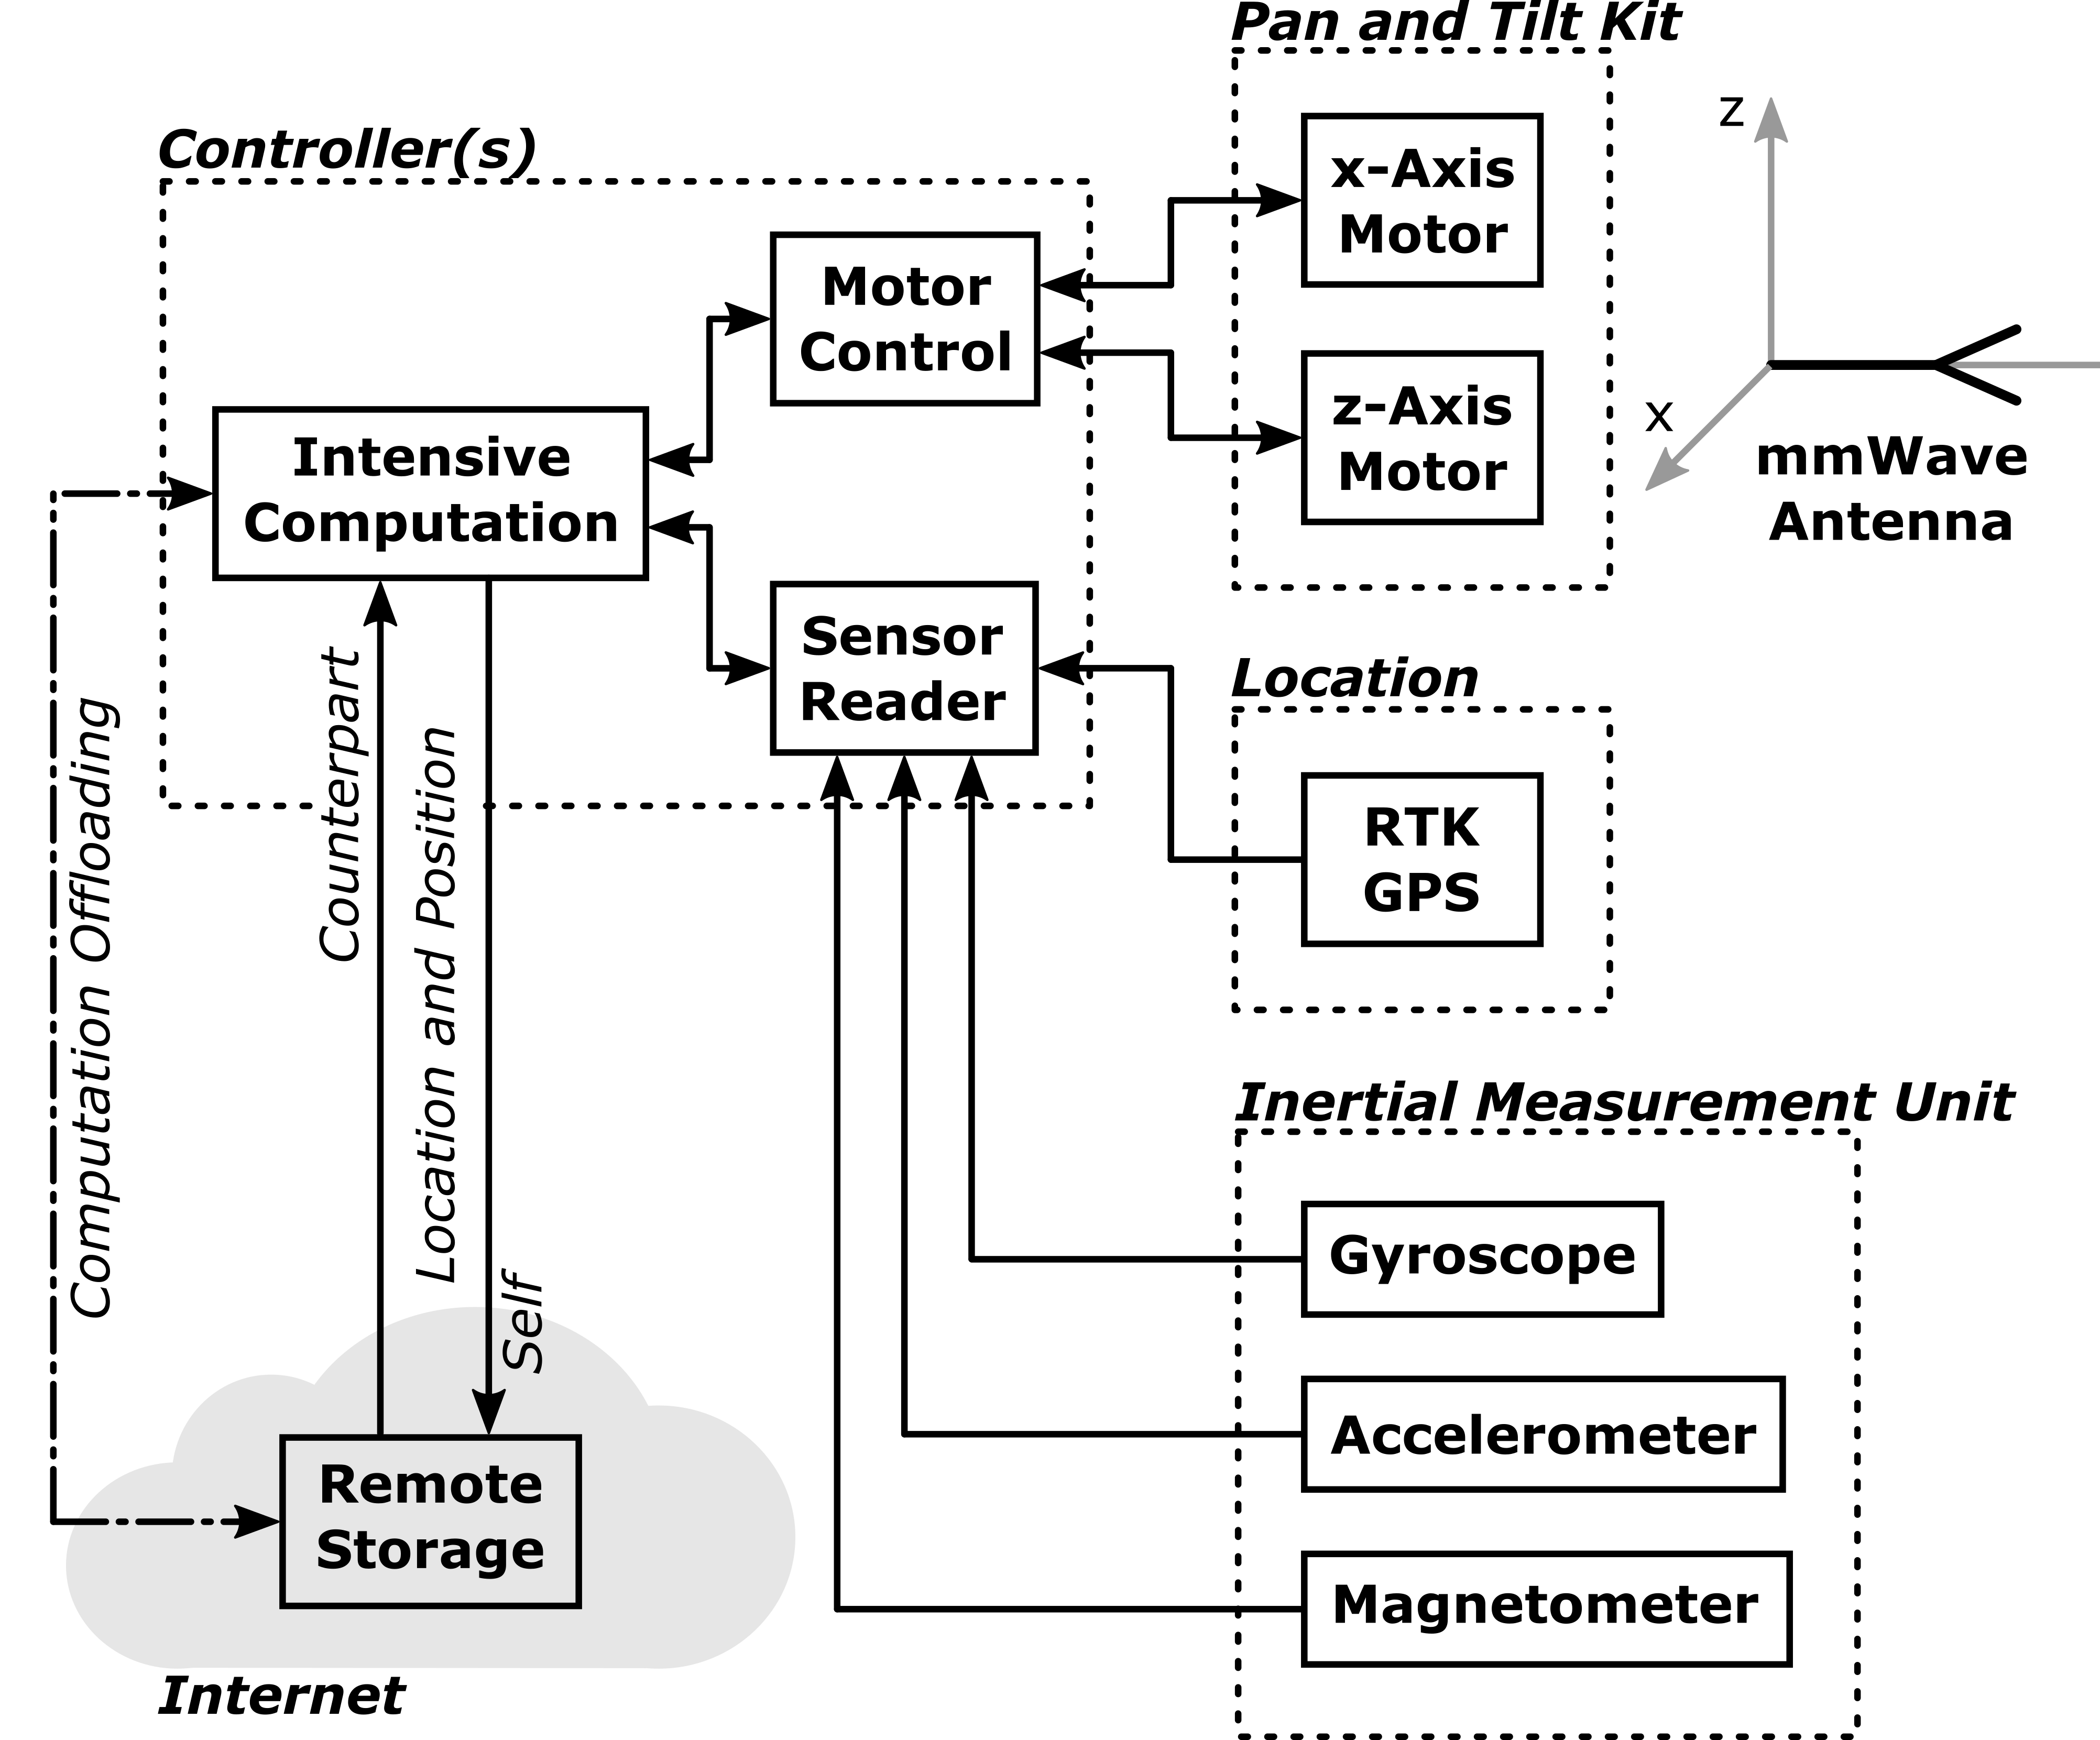 Pan and Tilt Kit
x-Axis
Motor
z-Axis
Motor
z
x
mmWave
Antenna
Controller(s)
Motor
Control
Intensive
Computation
Sensor
Reader
Location
RTK
GPS
Inertial Measurement Unit
Gyroscope
Accelerometer
Magnetometer
Computation Offloading
Counterpart
Location and Position
Self
Remote
Storage
Internet